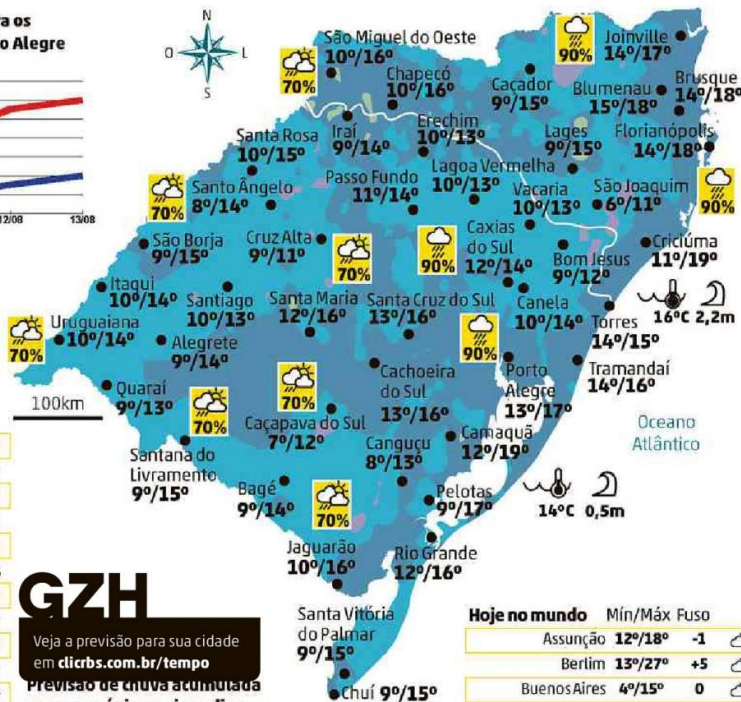 ra os
o Alegre
12/08
13/08
N
O
L
S
70%
São Miguel do Oeste
10º/16º
Chapecó
10º/16º
90%
Joinville
14º/17º
Caçador
9º/15º
Blumenau
15º/18º
Brusque
14º/18º
Santa Rosa
10º/15º
Iraí
9º/14º
Erechim
10º/13º
Lages
9º/15º
Florianópolis
14º/18º
70%
Santo Ângelo
8º/14º
Passo Fundo
11º/14º
Lagoa Vermelha
10º/13º
Vacaria
10º/13º
São Joaquim
6º/11º
90%
São Borja
9º/15º
Cruz Alta
9º/11º
70%
90%
Caxias
do Sul
12º/14º
Bom Jesus
9º/12º
Criciúma
11º/19º
Itaqui
10º/14º
Santiago
10º/13º
Santa Maria
12º/16º
Santa Cruz do Sul
13º/16º
Canela
10º/14º
16ºC 2,2m
70%
Uruguaiana
10º/14º
Alegrete
9º/14º
90%
Torres
14º/15º
Quaraí
9º/13º
Cachoeira
do Sul
13º/16º
Porto
Alegre
13º/17º
Tramandaí
14º/16º
100km
70%
70%
Caçapava do Sul
7º/12º
Camaquã
12º/19º
Oceano
Atlântico
Santana do
Livramento
9º/15º
Canguçu
8º/13º
Bagé
9º/14º
70%
Pelotas
9º/17º
14ºC 0,5m
Jaguarão
10º/16º
Rio Grande
12º/16º
GZH
Veja a previsão para sua cidade
em clicrbs.com.br/tempo
Previsão de chuva acumulada
Santa Vitória
do Palmar
9º/15º
Chuí 9º/15º
Hoje no mundo Mín/Máx Fuso
Assunção 12º/18º -1
Berlim 13º/27º +5
Buenos Aires 4º/15º 0